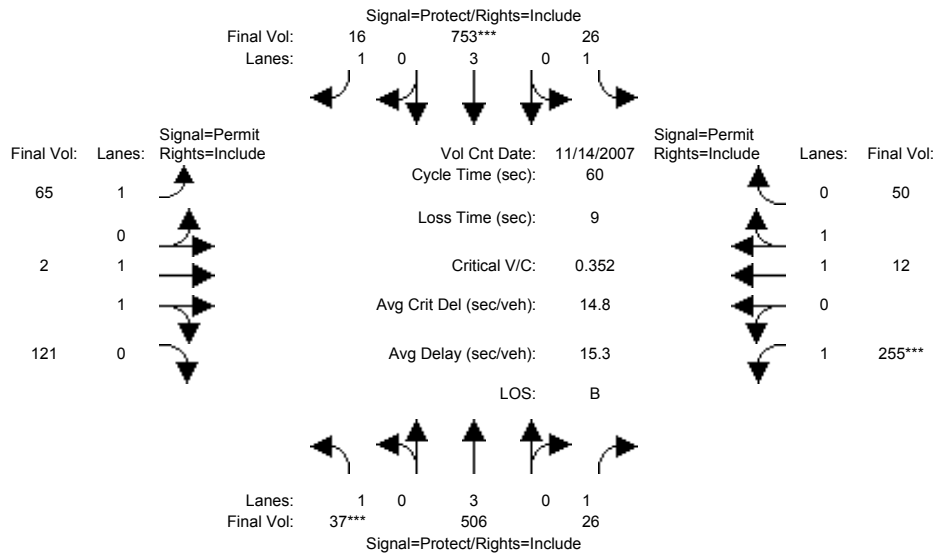 Signal=Protect/Rights=Include
Final Vol: 16 753*** 26
Lanes: 1 0 3 0 1
Signal=Permit Signal=Permit
Final Vol: Lanes: Rights=Include Vol Cnt Date: 11/14/2007 Rights=Include Lanes: Final Vol:
Cycle Time (sec): 60
65 1 0 50
Loss Time (sec): 9
0 1
2 1 Critical V/C: 0.352 1 12
1 Avg Crit Del (sec/veh): 14.8 0
121 0 Avg Delay (sec/veh): 15.3 1 255***
LOS: B
Lanes: 1 0 3 0 1
Final Vol: 37*** 506 26
Signal=Protect/Rights=Include